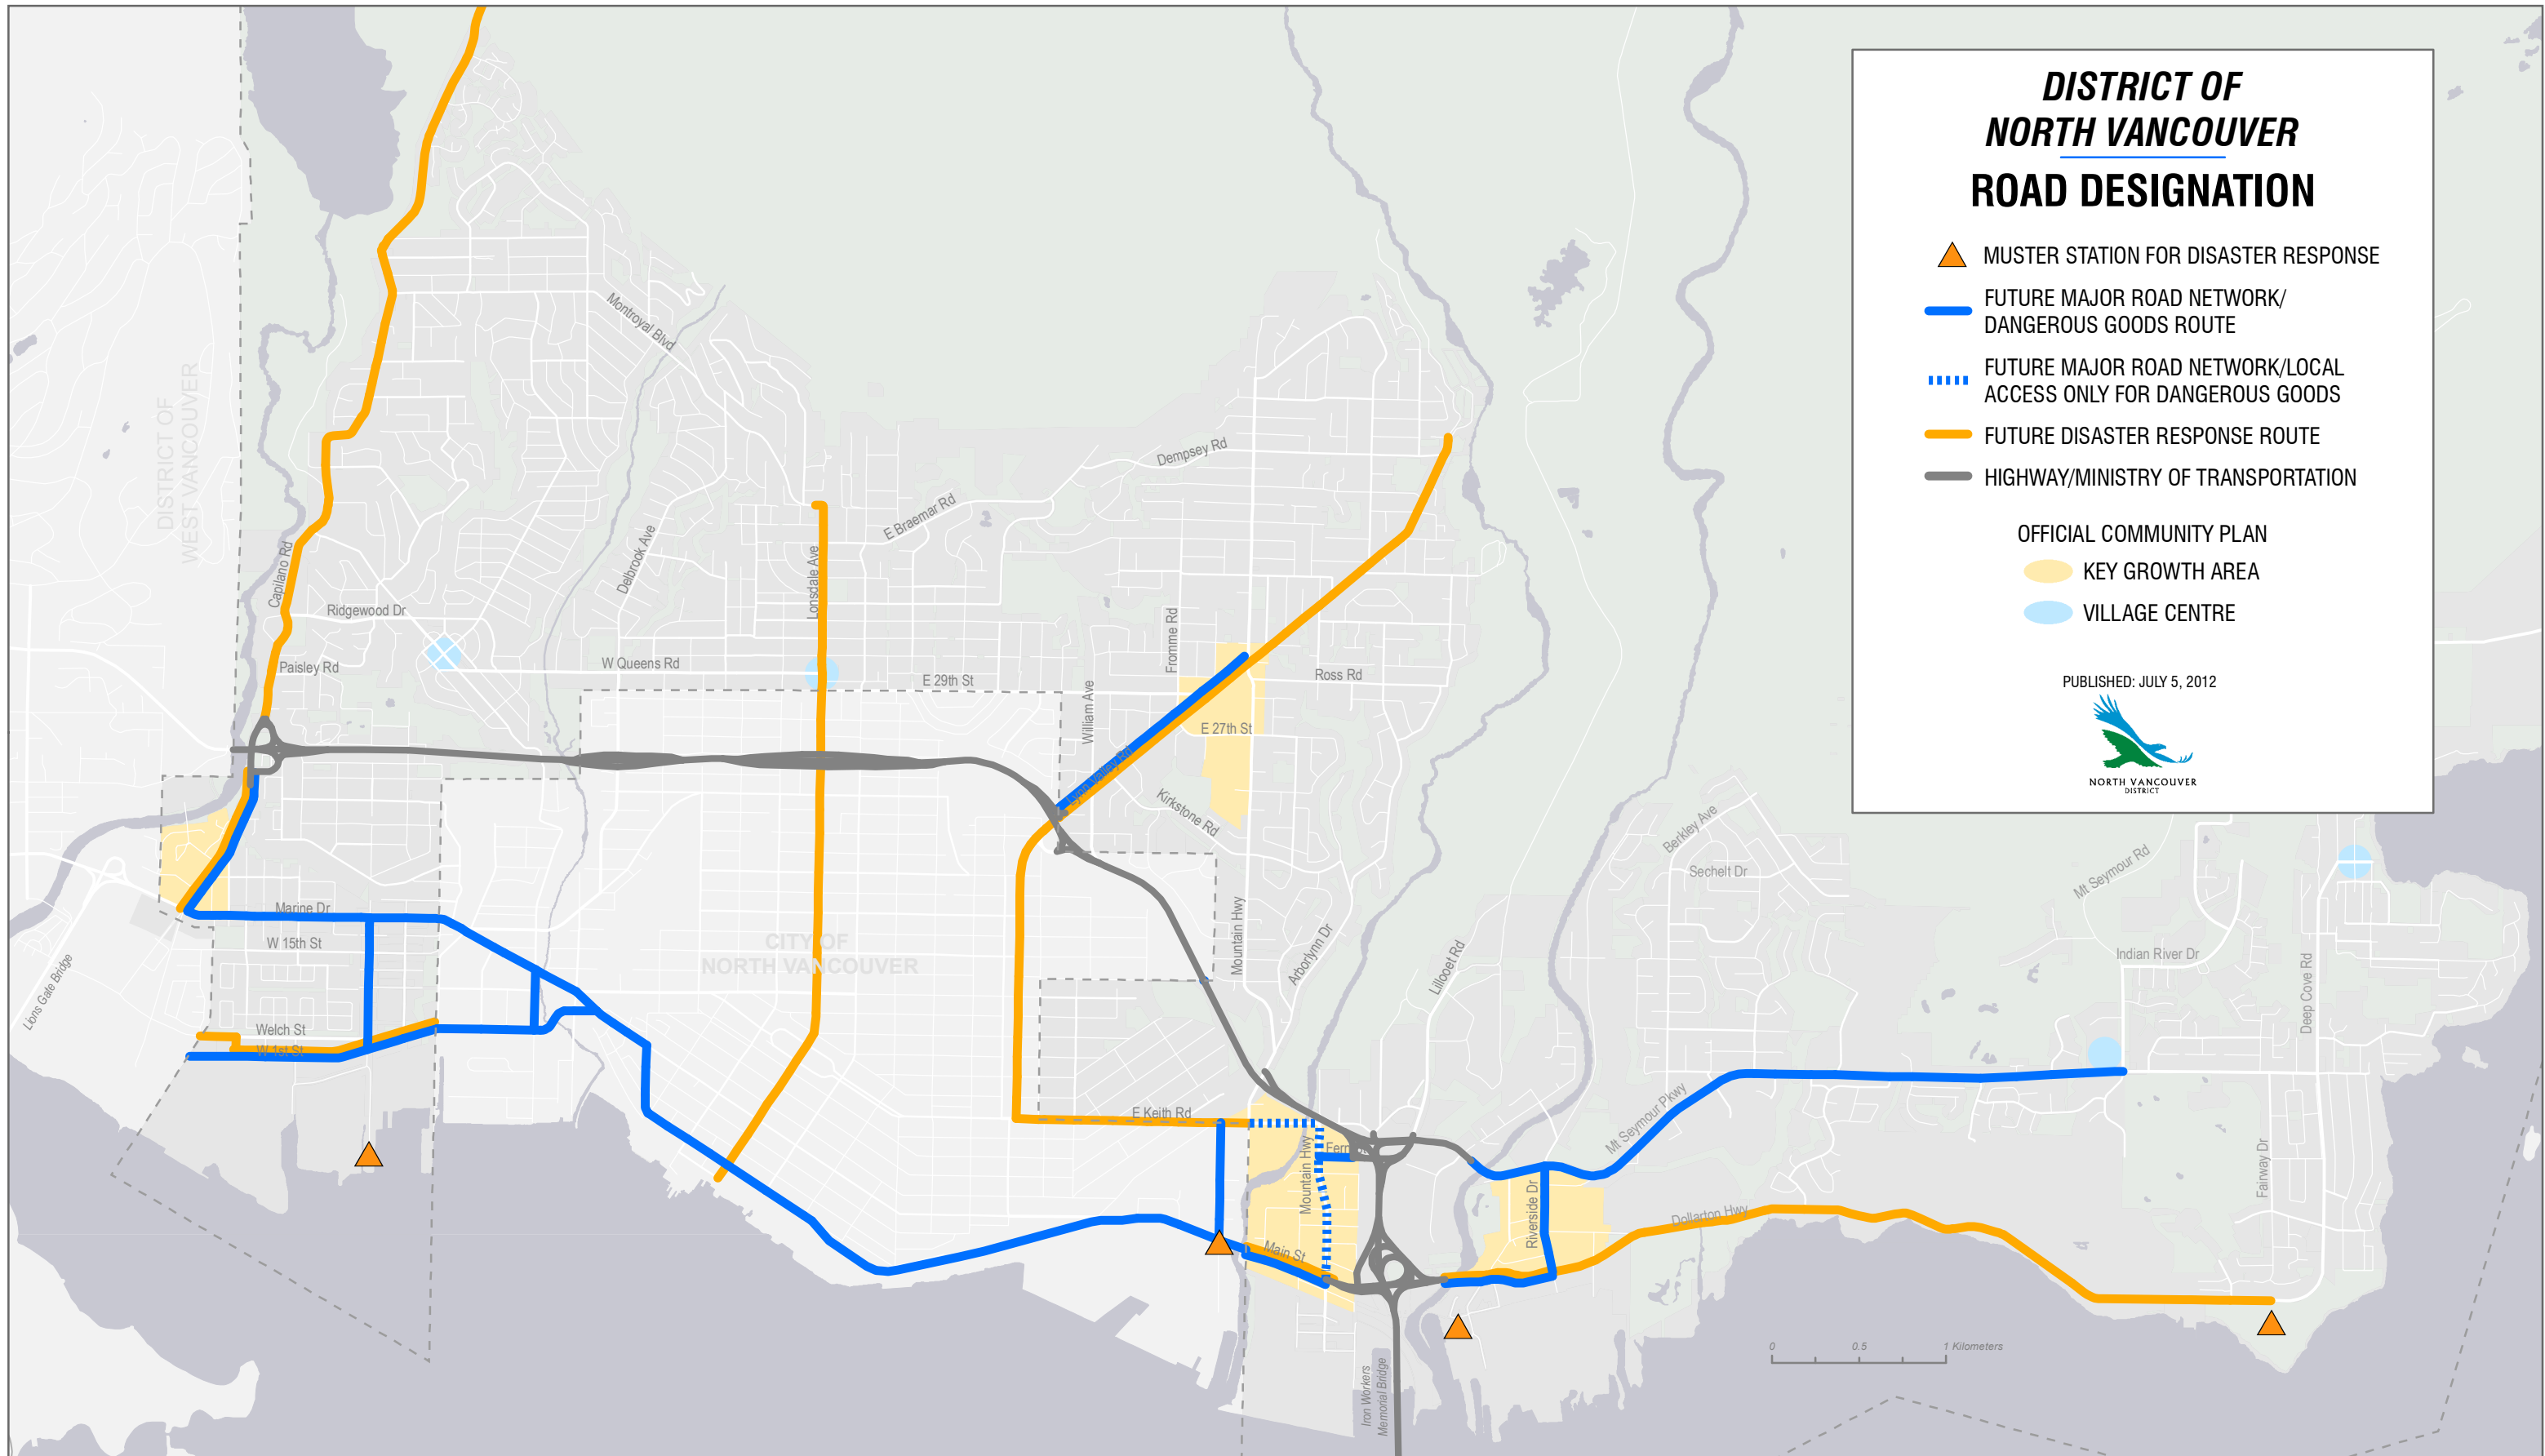 DISTRICT OF
NORTH VANCOUVER
ROAD DESIGNATION
MUSTER STATION FOR DISASTER RESPONSE
FUTURE MAJOR ROAD NETWORK/
DANGEROUS GOODS ROUTE
FUTURE MAJOR ROAD NETWORK/LOCAL
ACCESS ONLY FOR DANGEROUS GOODS
FUTURE DISASTER RESPONSE ROUTE
HIGHWAY/MINISTRY OF TRANSPORTATION
OFFICIAL COMMUNITY PLAN
KEY GROWTH AREA
VILLAGE CENTRE
PUBLISHED: JULY 5, 2012
NORTH VANCOUVER
DISTRICT
Montroyal Blvd
DISTRICT OF
WEST VANCOUVER
Dempsey Rd
E Braemar Rd
Delbrook Ave
Lonsdale Ave
Capilano Rd
Ridgewood Dr
Fromme Rd
Paisley Rd
W Queens Rd
E 29th St
Ross Rd
William Ave
E 27th St
Lynn Valley Rd
Kirkstone Rd
Berkley Ave
Sechelt Dr
Mt Seymour Rd
Marine Dr
W 15th St
CITY OF
NORTH VANCOUVER
Mountain Hwy
Arborlynn Dr
Lillooet Rd
Indian River Dr
Deep Cove Rd
Lions Gate Bridge
Welch St
W 1st St
E Keith Rd
Mountain Hwy
Fern
Mt Seymour Pkwy
Riverside Dr
Dollarton Hwy
Fairway Dr
Main St
Iron Workers
Memorial Bridge
0
0.5
1 Kilometers